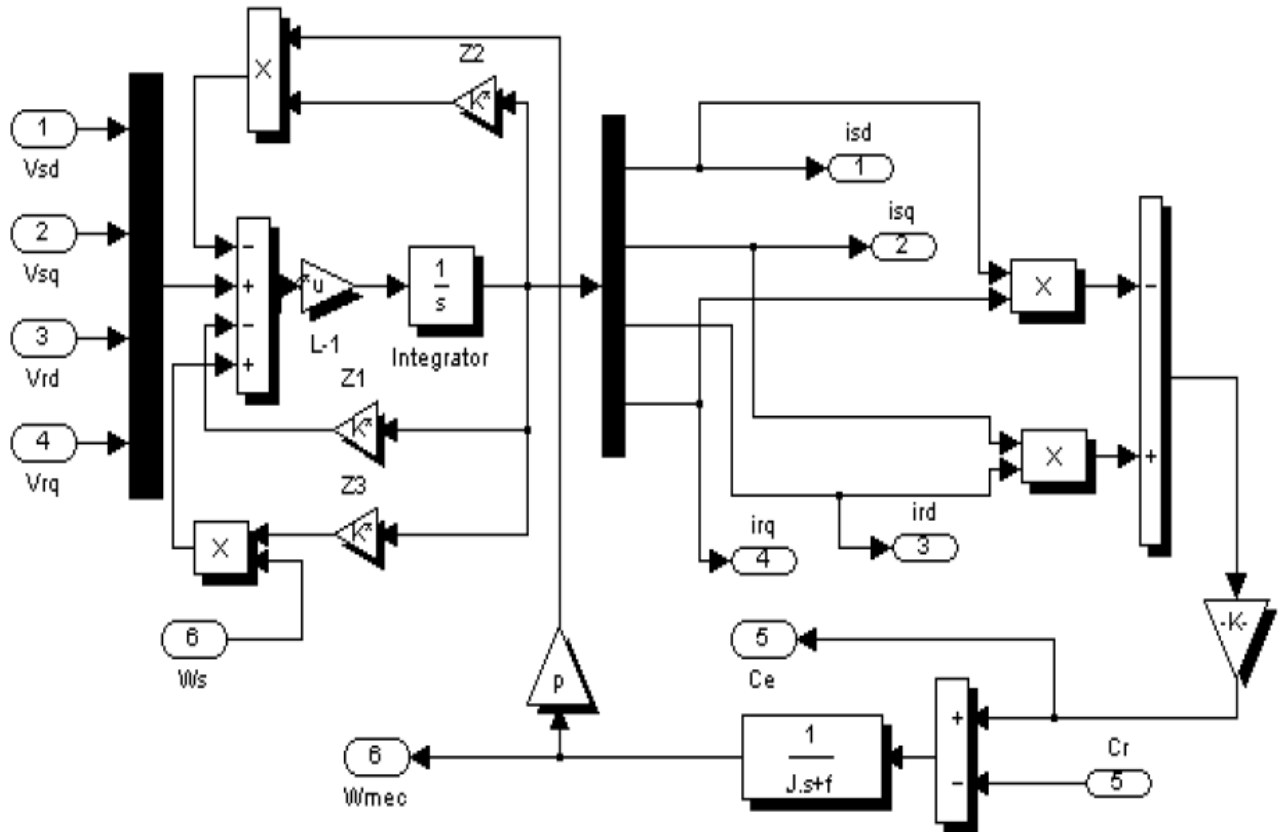 Z2
X
K*
1
Vsd
isd
1
isq
2
2
Vsq
−
+
−
+
u
L-1
1
s
Integrator
X
−
3
Vrd
Z1
K*
4
Vrq
X
+
Z3
X
K*
irq
4
ird
3
6
Ws
p
5
Ce
-K-
6
Wmec
1
J.s+f
+
−
Cr
5